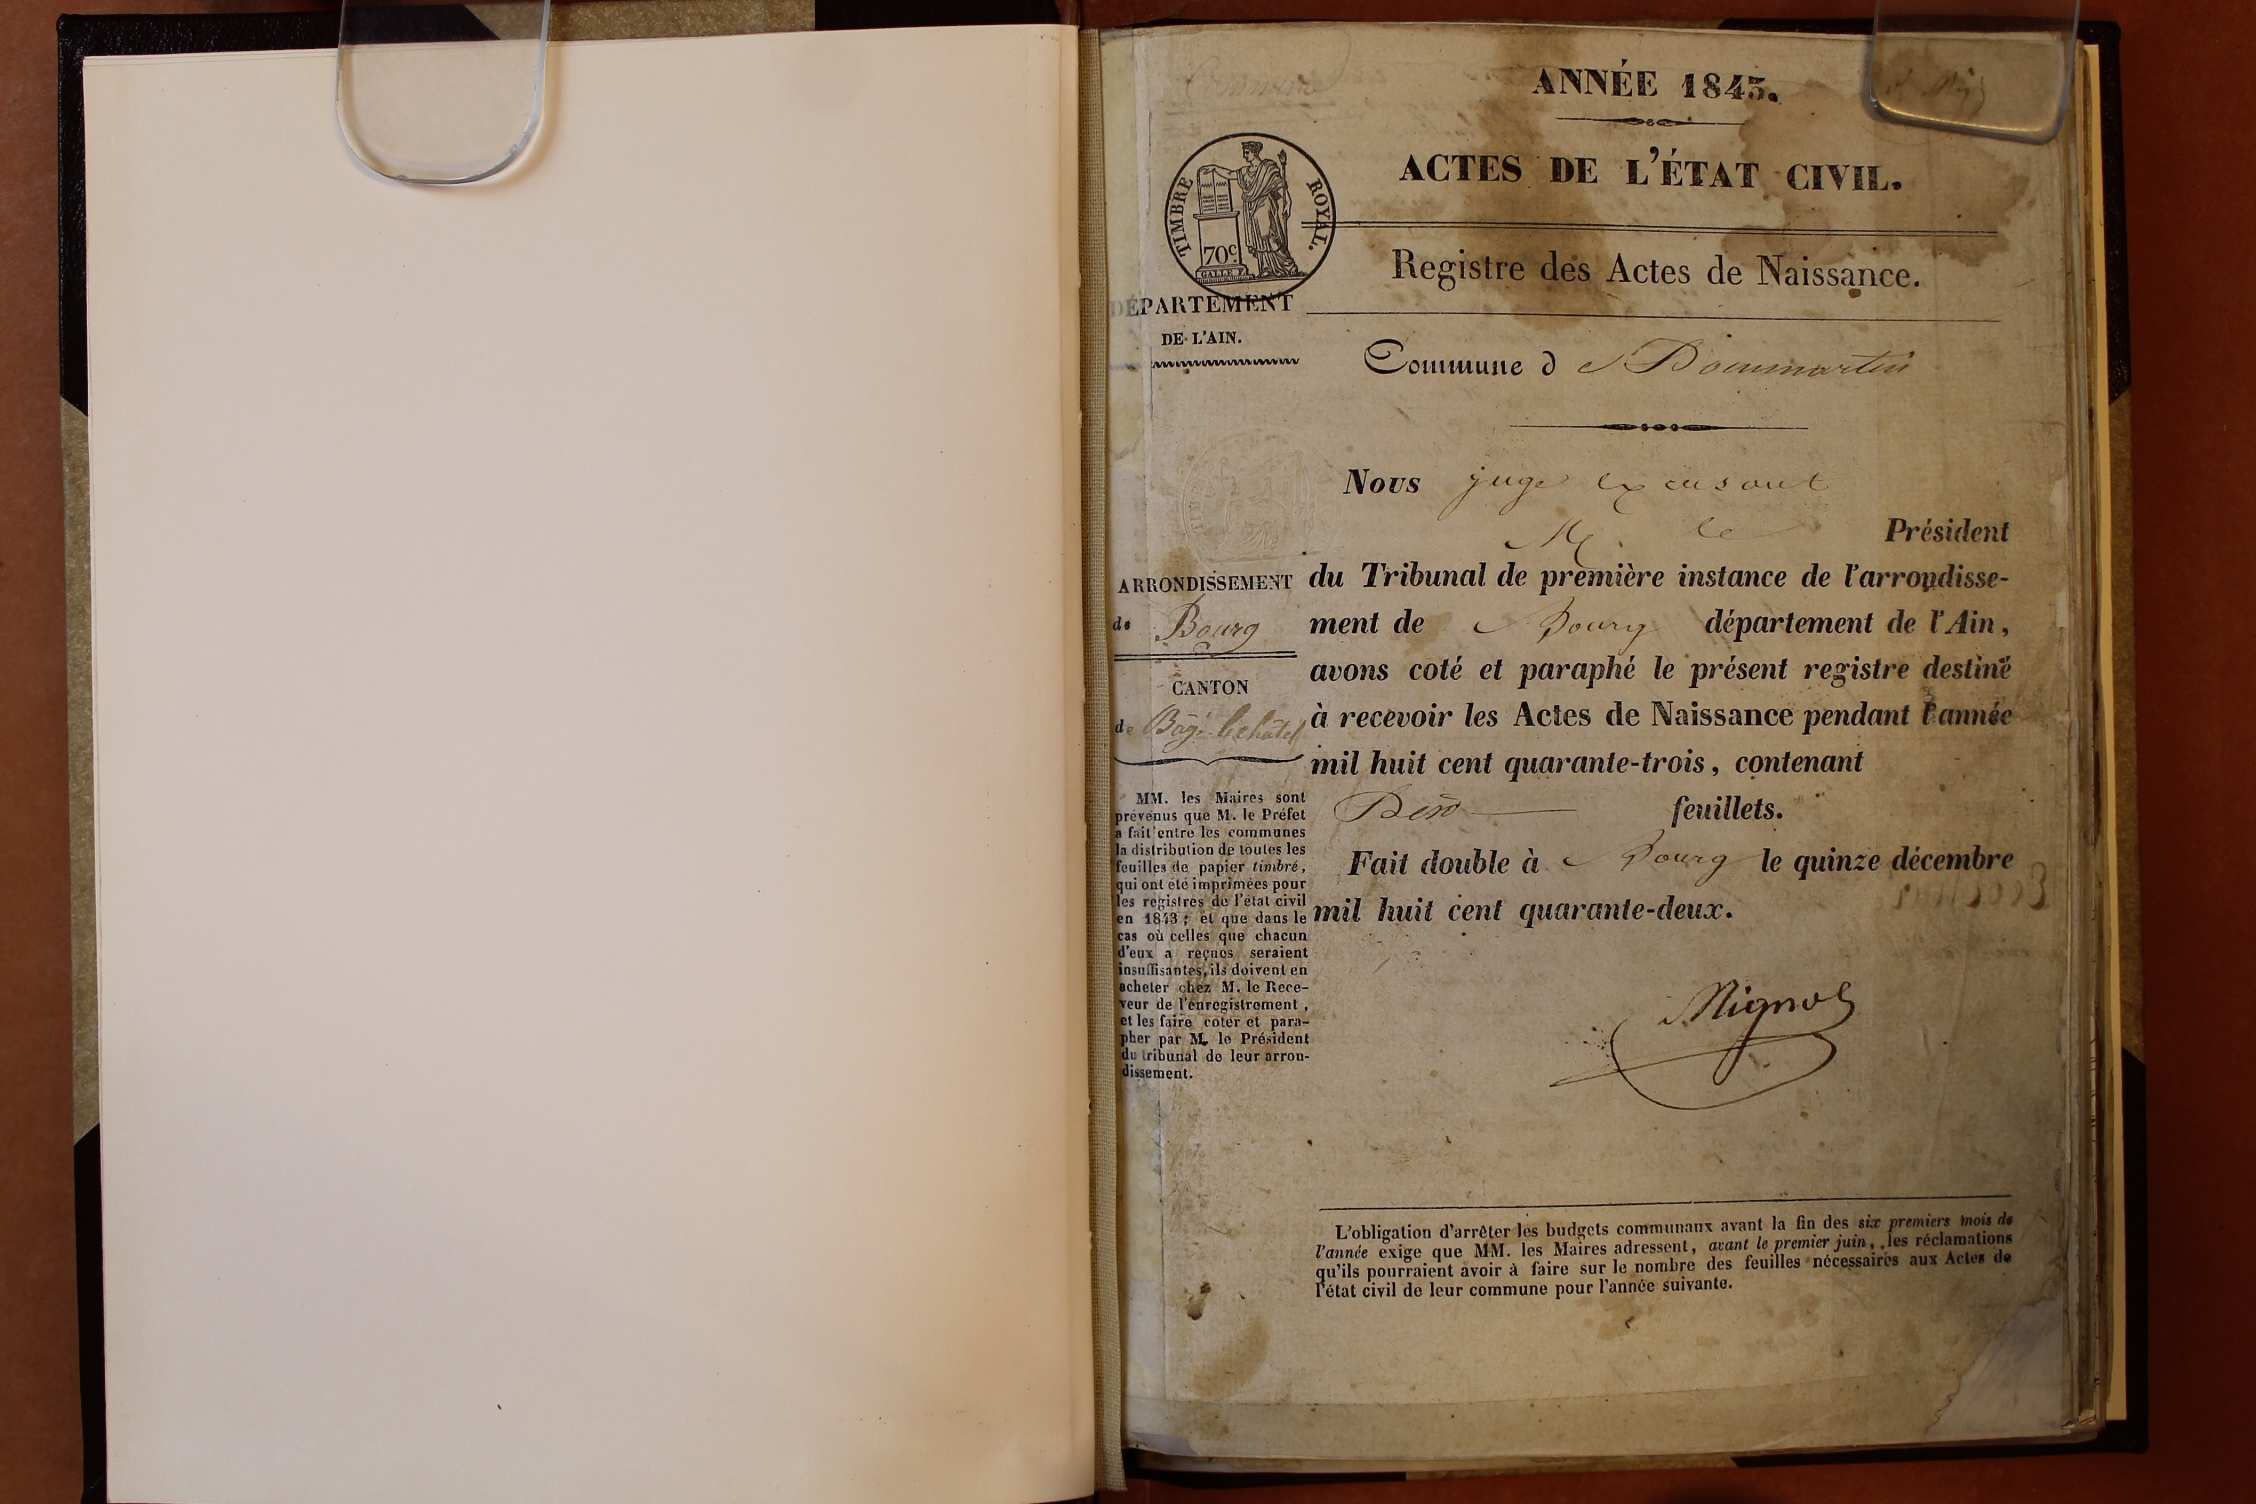 ANNÉE 1843.
ACTES DE L'ÉTAT CIVIL.
TIMBRE ROYAL.
70 c.
GALLE F.
Registre des Actes de Naissance.
DÉPARTEMENT
DE L'AIN.
Commune d Dommartin
Nous juge excusant
M. le Président
ARRONDISSEMENT
de Bourg
CANTON
de Bâgé-le-châtel
du Tribunal de première instance de l'arrondisse-
ment de Bourg département de l'Ain,
avons coté et paraphé le présent registre destiné
à recevoir les Actes de Naissance pendant l'année
mil huit cent quarante-trois, contenant
feuillets.
Fait double à Bourg le quinze décembre
mil huit cent quarante-deux.
MM. les Maires sont
prévenus que M. le Préfet
a fait entre les communes
la distribution de toutes les
feuilles de papier timbré,
qui ont été imprimées pour
les registres de l'état civil
en 1843; et que dans le
cas où celles que chacun
d'eux a reçues seraient
insuffisantes, ils doivent en
acheter chez M. le Rece-
veur de l'enregistrement,
et les faire coter et para-
pher par M. le Président
du tribunal de leur arron-
dissement.
Mignot
L'obligation d'arrêter les budgets communaux avant la fin des six premiers mois de
l'année exige que MM. les Maires adressent, avant le premier juin, les réclamations
qu'ils pourraient avoir à faire sur le nombre des feuilles nécessaires aux Actes de
l'état civil de leur commune pour l'année suivante.